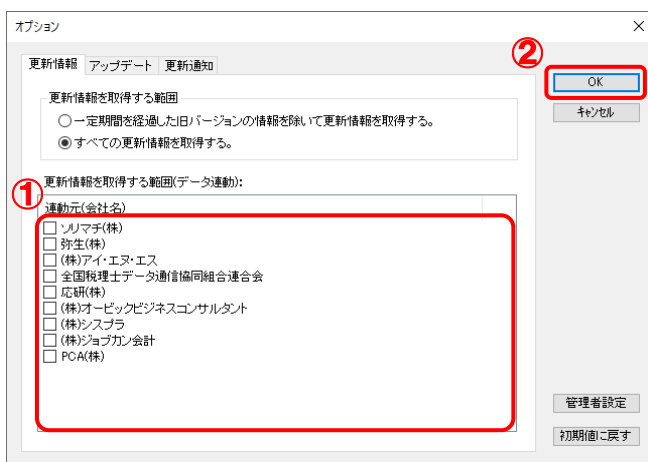 オプション
②
更新情報 アップデート 更新通知
OK
更新情報を取得する範囲
キャンセル
一定期間を経過した旧バージョンの情報を除いて更新情報を取得する。
すべての更新情報を取得する。
①
更新情報を取得する範囲(データ連動):
連動元(会社名)
ソリマチ(株)
弥生(株)
(株)アイ・エヌ・エス
全国税理士データ通信協同組合連合会
応研(株)
(株)オービックビジネスコンサルタント
(株)シスプラ
(株)ジョブカン会計
PCA(株)
管理者設定
初期値に戻す